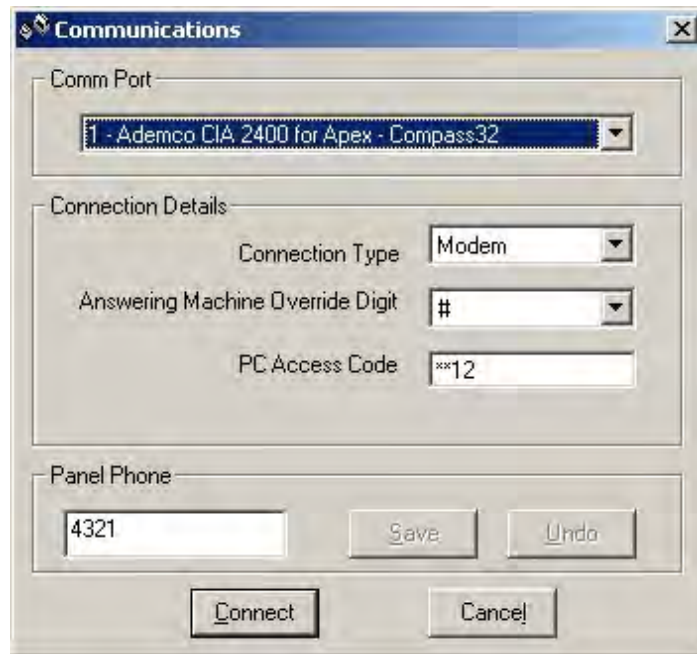 Communications
Comm Port
1 - Ademco CIA 2400 for Apex - Compass32
Connection Details
Connection Type Modem
Answering Machine Override Digit #
PC Access Code **12
Panel Phone
4321 Save Undo
Connect Cancel